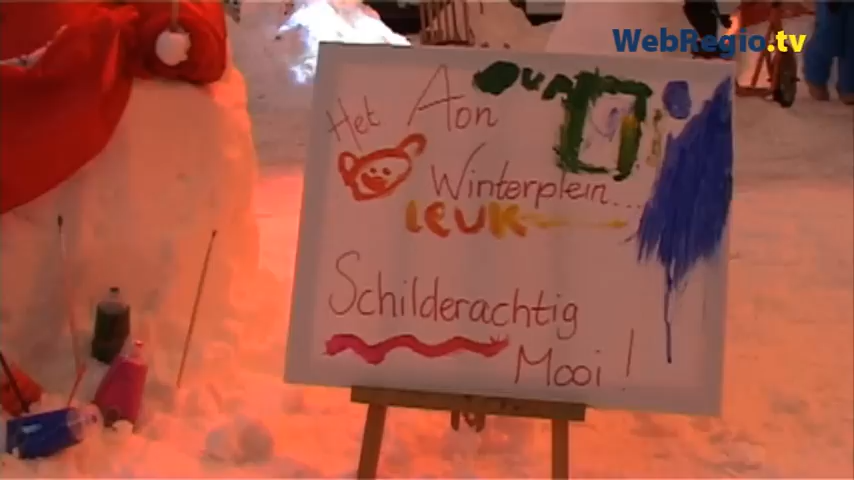 WebRegio.tv
Het Aon
Winterplein...
LEUK
Schilderachtig
Mooi!